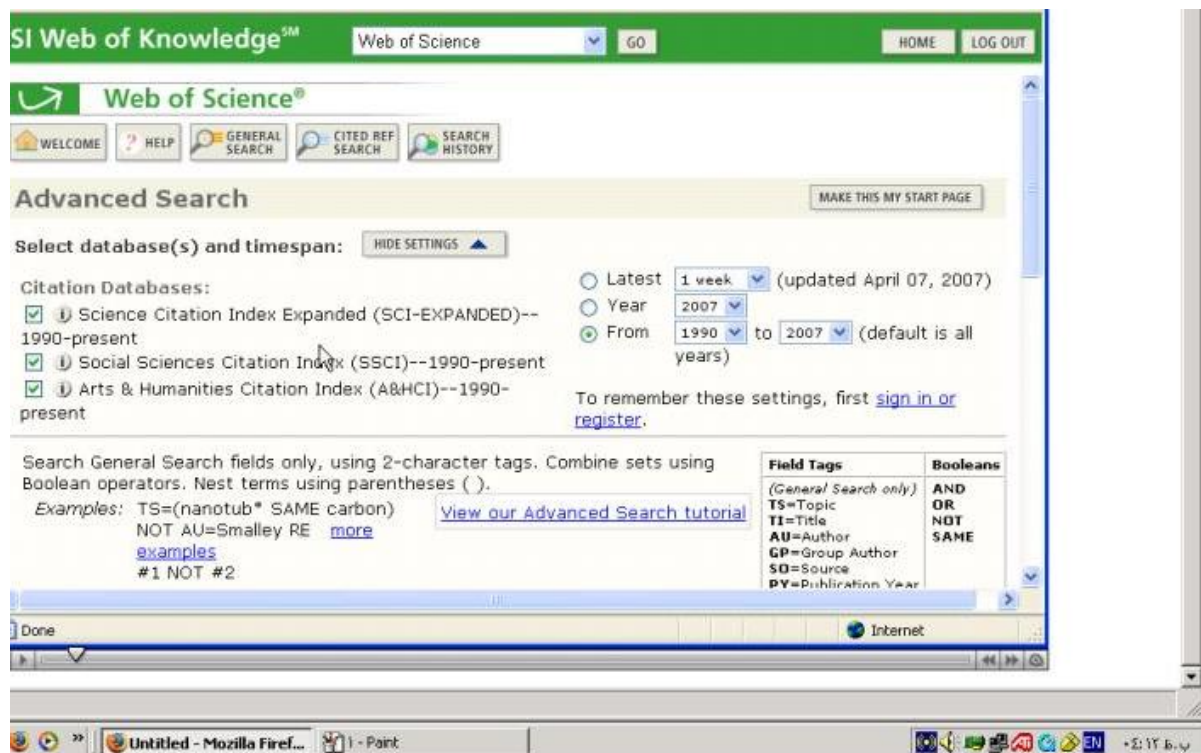 SI Web of Knowledge℠ Web of Science GO HOME LOG OUT
Web of Science®
WELCOME ? HELP GENERAL SEARCH CITED REF SEARCH SEARCH HISTORY
Advanced Search MAKE THIS MY START PAGE
Select database(s) and timespan: HIDE SETTINGS
Citation Databases:
Science Citation Index Expanded (SCI-EXPANDED)--
1990-present
Social Sciences Citation Index (SSCI)--1990-present
Arts & Humanities Citation Index (A&HCI)--1990-
present
Latest 1 week (updated April 07, 2007)
Year 2007
From 1990 to 2007 (default is all
years)
To remember these settings, first sign in or
register.
Search General Search fields only, using 2-character tags. Combine sets using
Boolean operators. Nest terms using parentheses ( ).
Examples: TS=(nanotub* SAME carbon)
NOT AU=Smalley RE more
examples
#1 NOT #2
View our Advanced Search tutorial
Field Tags
(General Search only)
TS=Topic
TI=Title
AU=Author
GP=Group Author
SO=Source
PY=Publication Year
Booleans
AND
OR
NOT
SAME
Done Internet
Untitled - Mozilla Firef... ١ - Paint EN ٠٤:١٢ ب.ظ